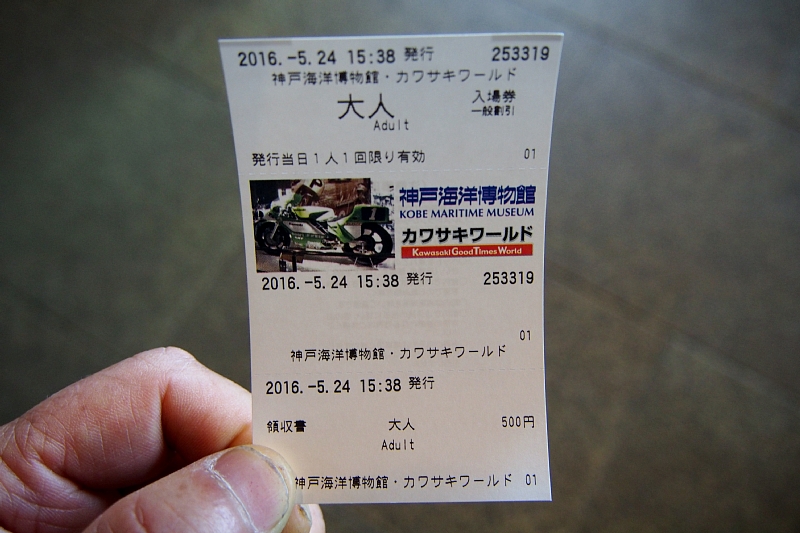 2016.-5.24 15:38 発行 253319
神戸海洋博物館・カワサキワールド
大人 入場券
Adult 一般割引
発行当日1人1回限り有効 01
神戸海洋博物館
KOBE MARITIME MUSEUM
カワサキワールド
Kawasaki Good Times World
2016.-5.24 15:38 発行 253319
01
神戸海洋博物館・カワサキワールド
2016.-5.24 15:38 発行
領収書 大人 500円
Adult
神戸海洋博物館・カワサキワールド 01